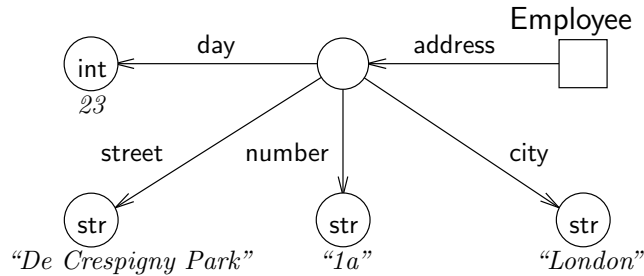 Employee
day
address
int
23
street
number
city
str
str
str
“De Crespigny Park”
“1a”
“London”